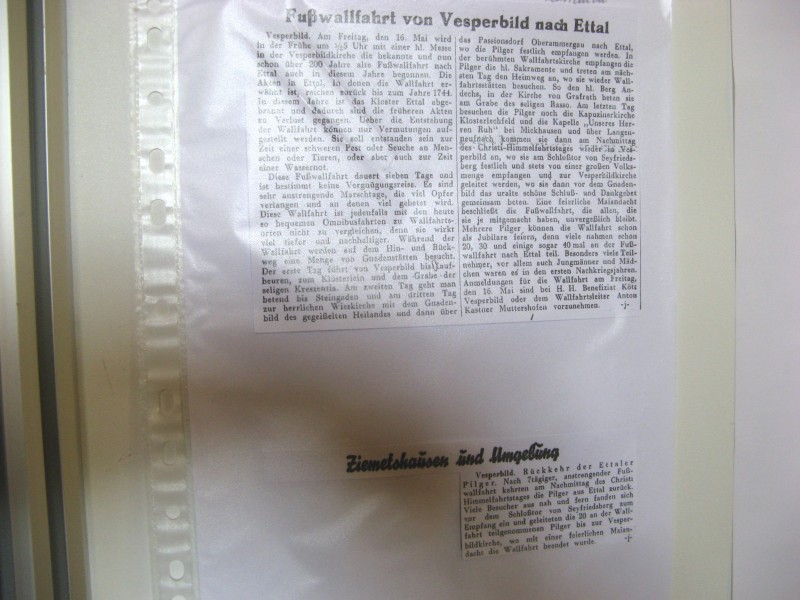 Fußwallfahrt von Vesperbild nach Ettal
Vesperbild. Am Freitag, den 16. Mai wird
in der Frühe um ½5 Uhr mit einer hl. Messe
in der Vesperbildkirche die bekannte und nun
schon über 200 Jahre alte Fußwallfahrt nach
Ettal auch in diesem Jahre begonnen. Die
Akten in Ettal, in denen die Wallfahrt er-
wähnt ist, reichen zurück bis zum Jahre 1744.
In diesem Jahre ist das Kloster Ettal abge-
brannt und dadurch sind die früheren Akten
zu Verlust gegangen. Ueber die Entstehung
der Wallfahrt können nur Vermutungen auf-
gestellt werden. Sie soll entstanden sein zur
Zeit einer schweren Pest oder Seuche an Men-
schen oder Tieren, oder aber auch zur Zeit
einer Wassernot.
Diese Fußwallfahrt dauert sieben Tage und
ist bestimmt keine Vergnügungsreise. Es sind
sehr anstrengende Marschtage, die viel Opfer
verlangen und an denen viel gebetet wird.
Diese Wallfahrt ist jedenfalls mit den heute
so bequemen Omnibusfahrten zu Wallfahrts-
orten nicht zu vergleichen, denn sie wirkt
viel tiefer und nachhaltiger. Während der
Wallfahrt werden auf dem Hin- und Rück-
weg eine Menge von Gnadenstätten besucht.
Der erste Tag führt von Vesperbild bis Kauf-
beuren, zum Klösterlein und dem Grabe der
seligen Kreszentia. Am zweiten Tag geht man
betend bis Steingaden und am dritten Tag
zur herrlichen Wieskirche mit dem Gnaden-
bild des gegeißelten Heilandes und dann über
das Passionsdorf Oberammergau nach Ettal,
wo die Pilger festlich empfangen werden. In
der berühmten Wallfahrtskirche empfangen die
Pilger die hl. Sakramente und treten am näch-
sten Tag den Heimweg an, wo sie wieder Wall-
fahrtsstätten besuchen. So den hl. Berg An-
dechs, in der Kirche von Grafrath beten sie
am Grabe des seligen Rasso. Am letzten Tag
besuchen die Pilger noch die Kapuzinerkirche
Klosterlechfeld und die Kapelle „Unseres Her-
ren Ruh" bei Mickhausen und über Langen-
neufnach kommen sie dann am Nachmittag
des Christi-Himmelfahrtstages wieder in Ves-
perbild an, wo sie am Schloßtor von Seyfrieds-
berg festlich und stets von einer großen Volks-
menge empfangen und zur Vesperbildkirche
geleitet werden, wo sie dann vor dem Gnaden-
bild das uralte schöne Schluß- und Dankgebet
gemeinsam beten. Eine feierliche Maiandacht
beschließt die Fußwallfahrt, die allen, die
sie je mitgemacht haben, unvergeßlich bleibt.
Mehrere Pilger können die Wallfahrt schon
als Jubilare feiern, denn viele nahmen schon
20, 30 und einige sogar 40 mal an der Fuß-
wallfahrt nach Ettal teil. Besonders viele Teil-
nehmer, vor allem auch Jungmänner und Mäd-
chen waren es in den ersten Nachkriegsjahren.
Anmeldungen für die Wallfahrt am Freitag,
den 16. Mai sind bei H. H. Benefiziat Kötz
Vesperbild oder dem Wallfahrtsleiter Anton
Kastner Muttershofen vorzunehmen. -j-
Ziemetshausen und Umgebung
Vesperbild. Rückkehr der Ettaler
Pilger. Nach 7tägiger, anstrengender Fuß-
wallfahrt kehrten am Nachmittag des Christi
Himmelfahrtstages die Pilger aus Ettal zurück.
Viele Besucher aus nah und fern fanden sich
vor dem Schloßtor von Seyfriedsberg zum
Empfang ein und geleiteten die 20 an der Wall-
fahrt teilgenommenen Pilger bis zur Vesper-
bildkirche, wo mit einer feierlichen Maian-
dacht die Wallfahrt beendet wurde. -j-